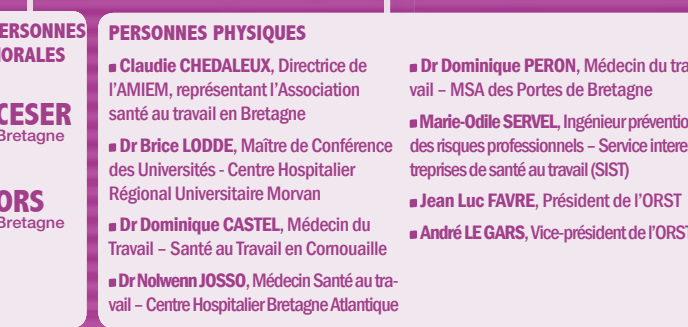 ERSONNES
ORALES
CESER
Bretagne
ORS
Bretagne
PERSONNES PHYSIQUES
Claudie CHEDALEUX, Directrice de
l'AMIEM, représentant l'Association
santé au travail en Bretagne
Dr Brice LODDE, Maître de Conférence
des Universités - Centre Hospitalier
Régional Universitaire Morvan
Dr Dominique CASTEL, Médecin du
Travail – Santé au Travail en Cornouaille
Dr Nolwenn JOSSO, Médecin Santé au tra-
vail – Centre Hospitalier Bretagne Atlantique
Dr Dominique PERON, Médecin du tra
vail – MSA des Portes de Bretagne
Marie-Odile SERVEL, Ingénieur préventio
des risques professionnels – Service intere
treprises de santé au travail (SIST)
Jean Luc FAVRE, Président de l'ORST
André LE GARS, Vice-président de l'ORST